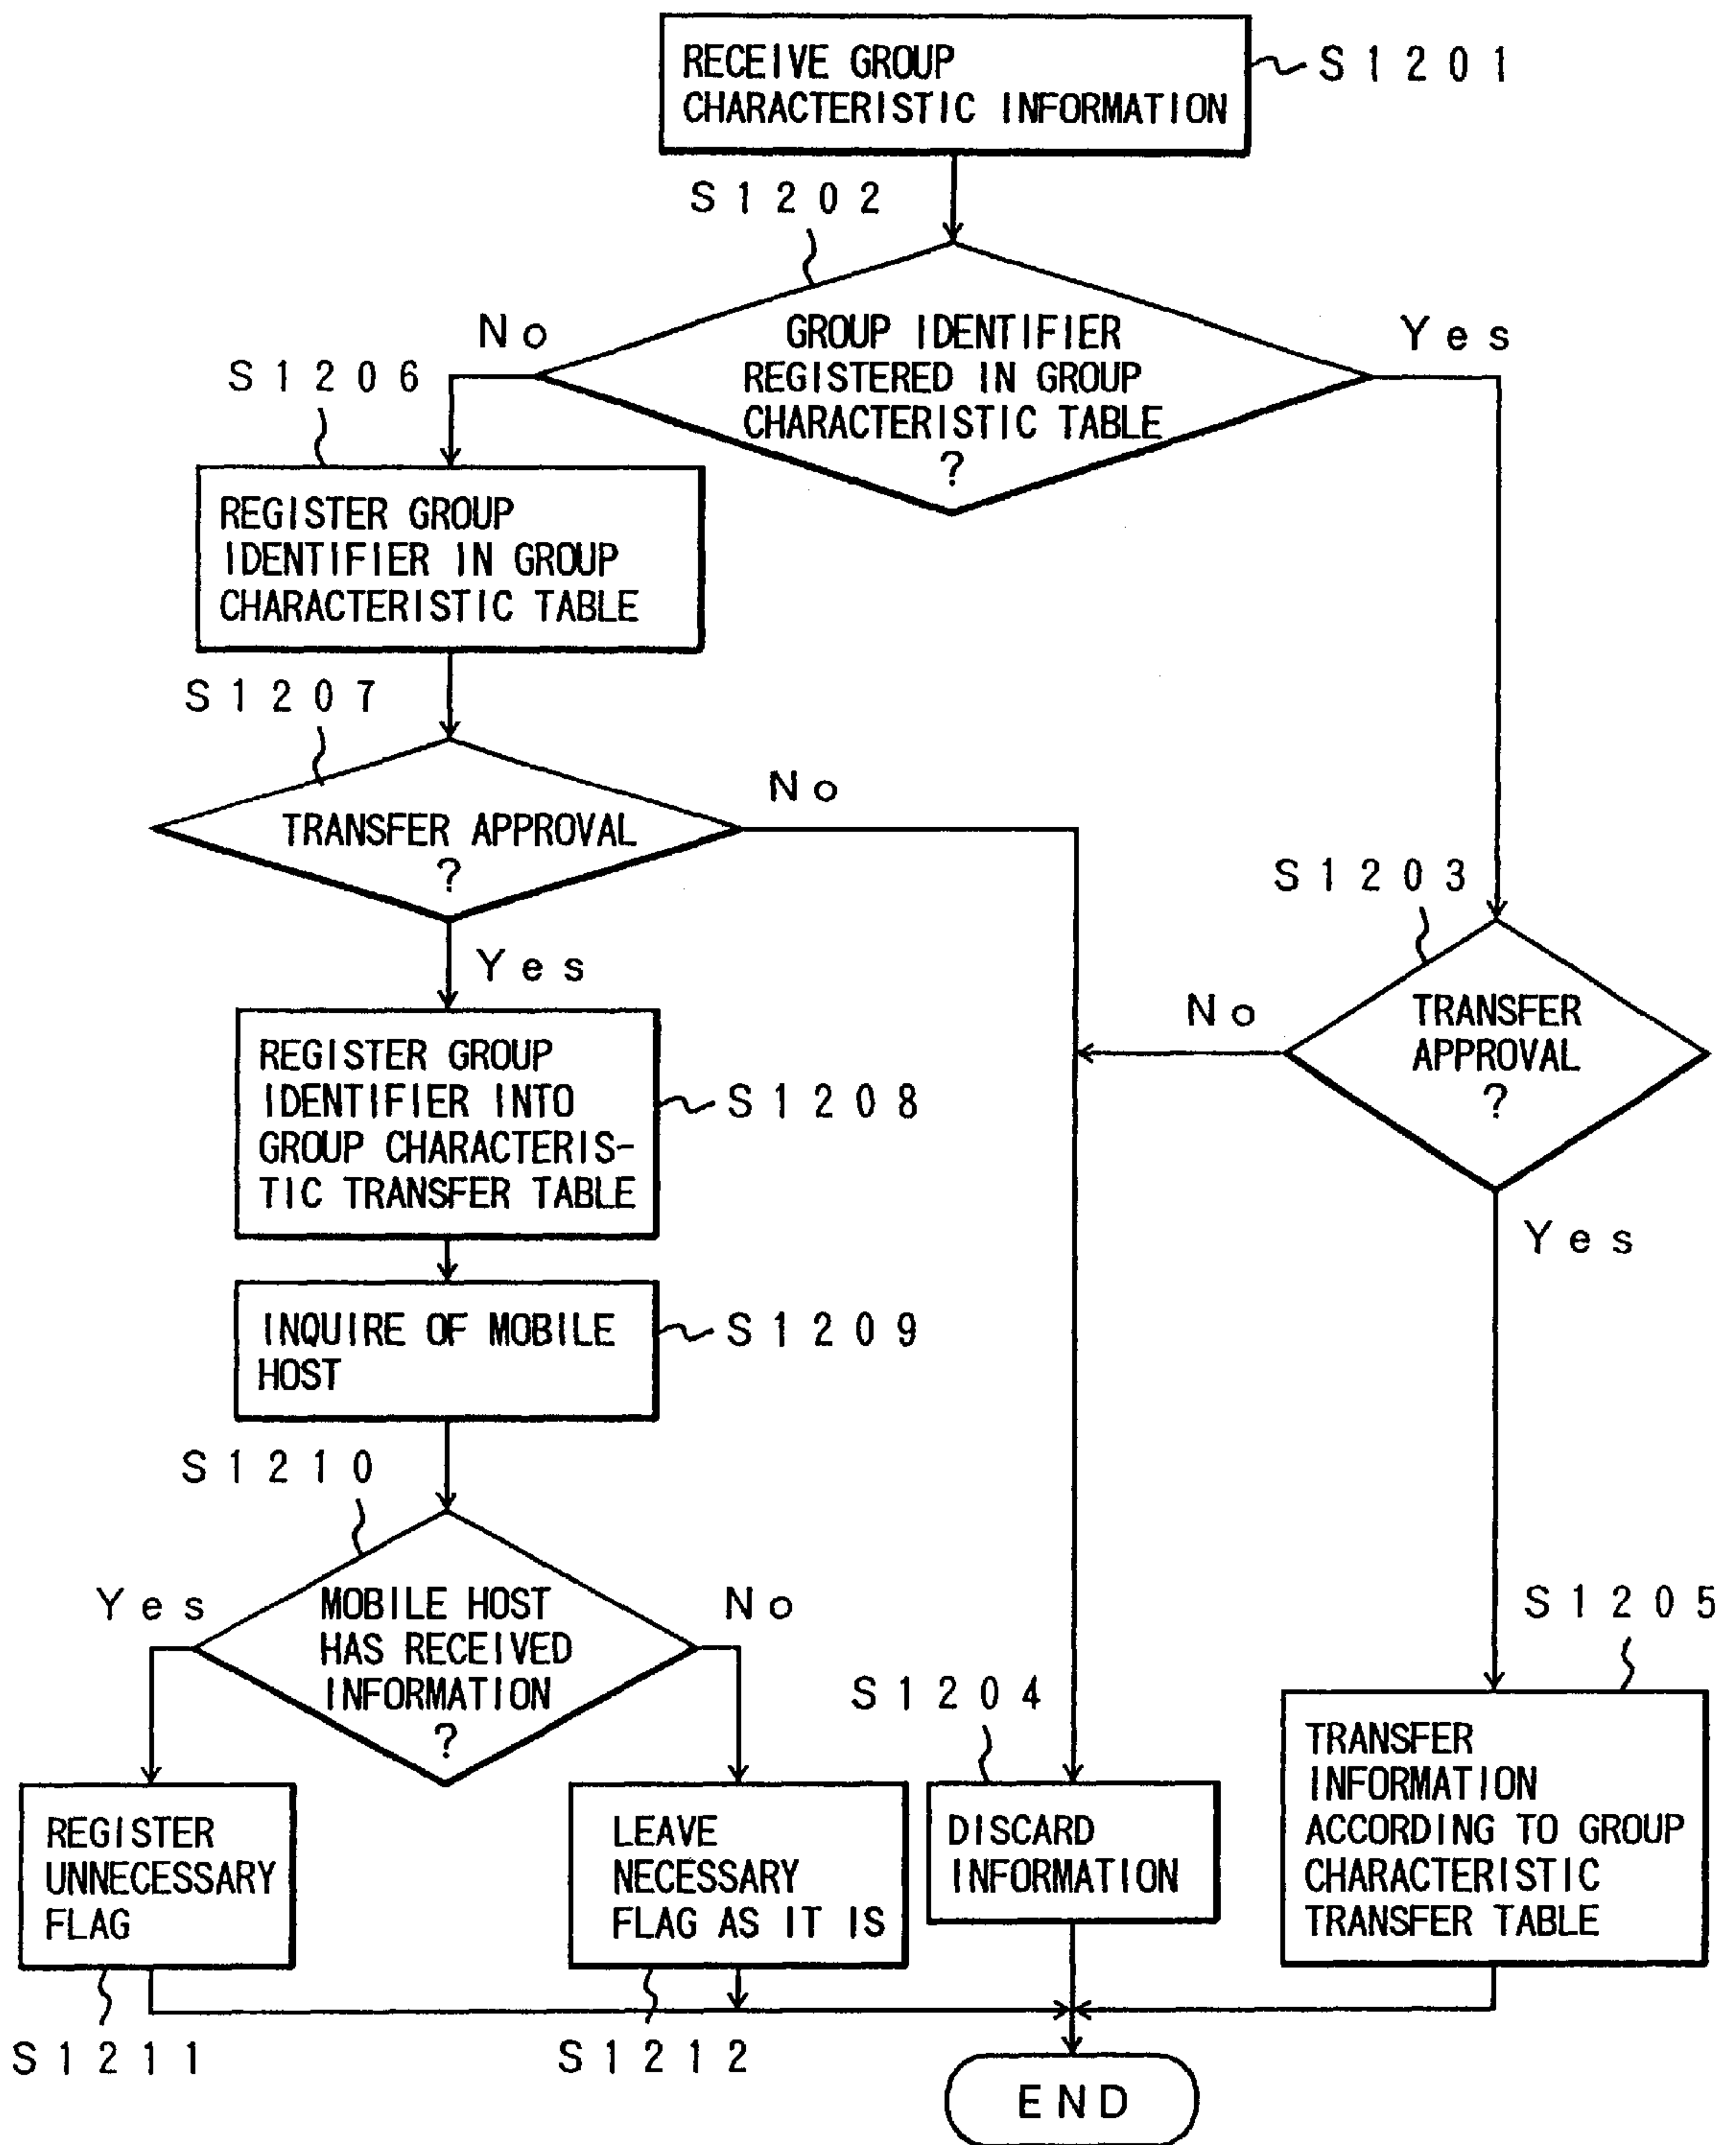 RECEIVE GROUP
CHARACTERISTIC INFORMATION
S1201
S1202
GROUP IDENTIFIER
REGISTERED IN GROUP
CHARACTERISTIC TABLE
?
No
Yes
S1206
REGISTER GROUP
IDENTIFIER IN GROUP
CHARACTERISTIC TABLE
S1207
TRANSFER APPROVAL
?
No
Yes
S1203
TRANSFER
APPROVAL
?
No
Yes
REGISTER GROUP
IDENTIFIER INTO
GROUP CHARACTERIS-
TIC TRANSFER TABLE
S1208
INQUIRE OF MOBILE
HOST
S1209
S1210
MOBILE HOST
HAS RECEIVED
INFORMATION
?
Yes
No
S1204
S1205
REGISTER
UNNECESSARY
FLAG
LEAVE
NECESSARY
FLAG AS IT IS
DISCARD
INFORMATION
TRANSFER
INFORMATION
ACCORDING TO GROUP
CHARACTERISTIC
TRANSFER TABLE
S1211
S1212
END